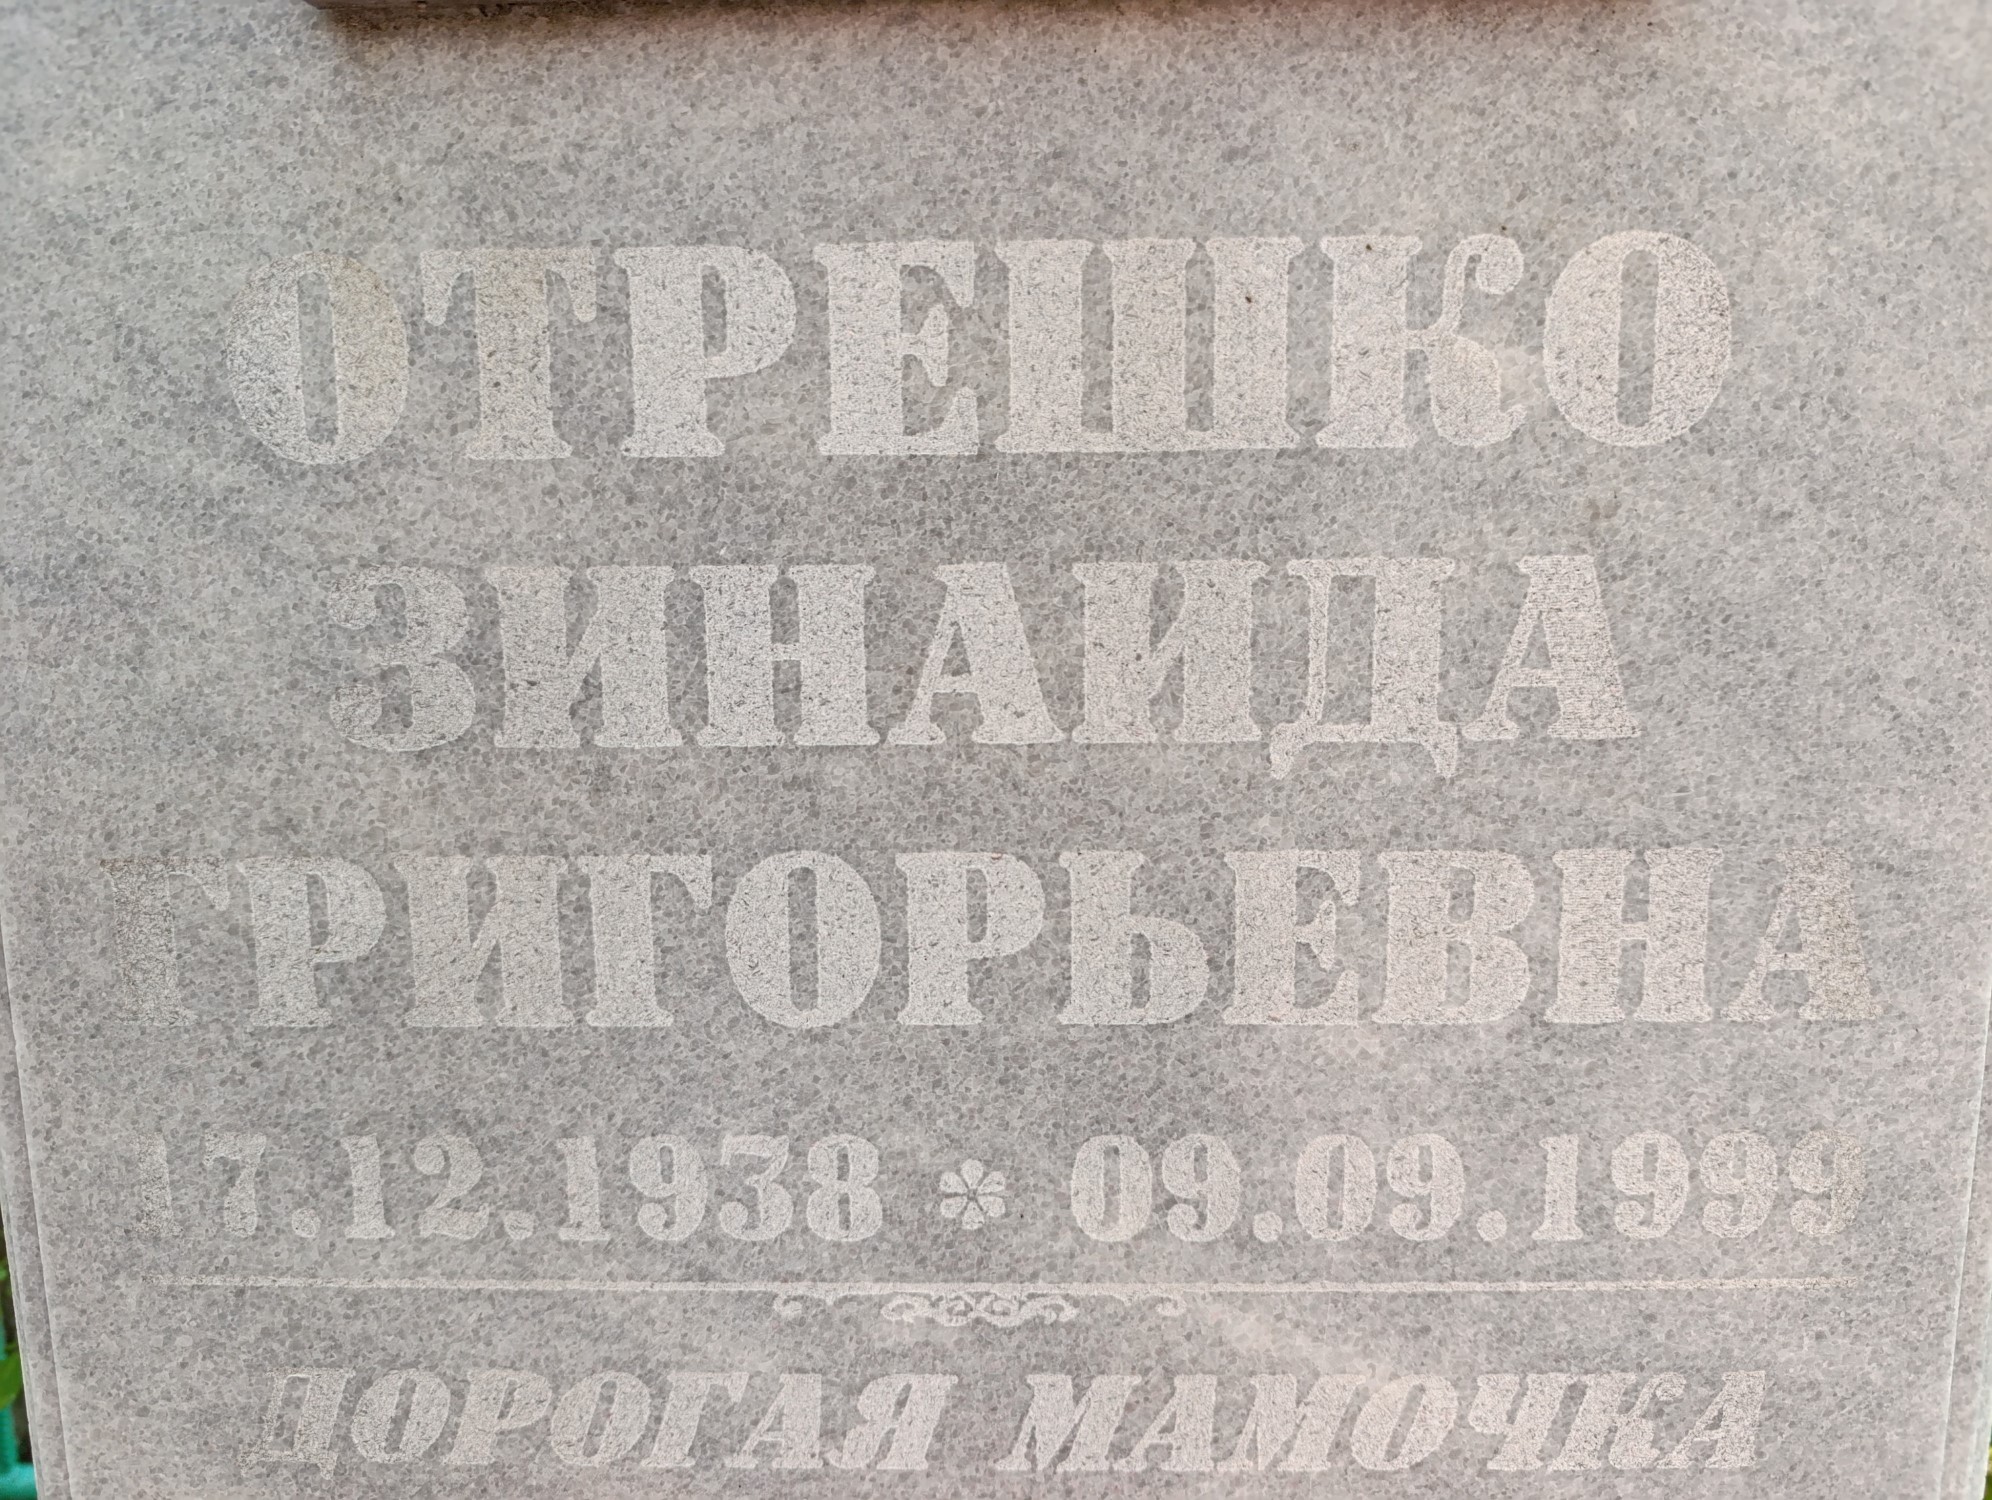 ОТРЕШКО
ЗИНАИДА
ГРИГОРЬЕВНА
17.12.1938 * 09.09.1999
ДОРОГАЯ МАМОЧКА